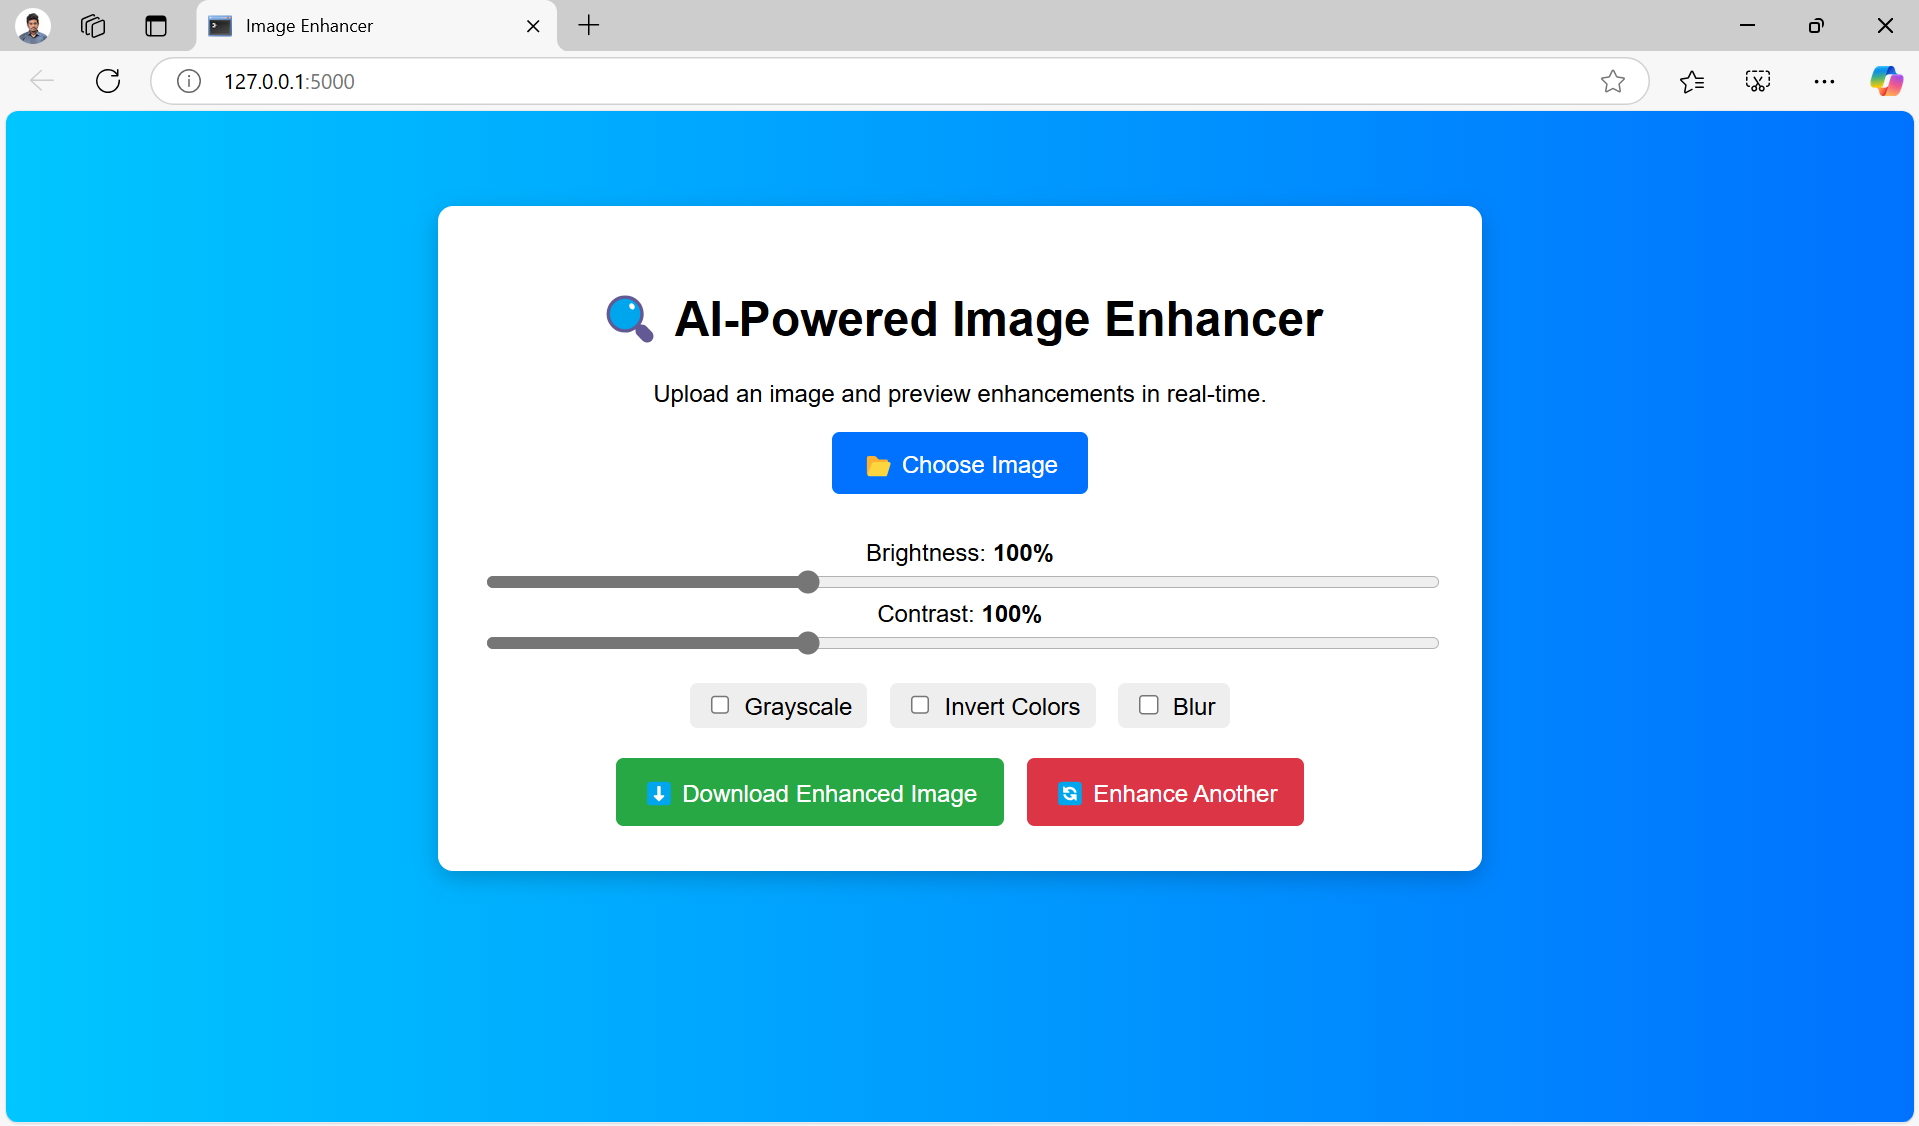 Image Enhancer
127.0.0.1:5000
AI-Powered Image Enhancer
Upload an image and preview enhancements in real-time.
Choose Image
Brightness: 100%
Contrast: 100%
Grayscale Invert Colors Blur
Download Enhanced Image Enhance Another